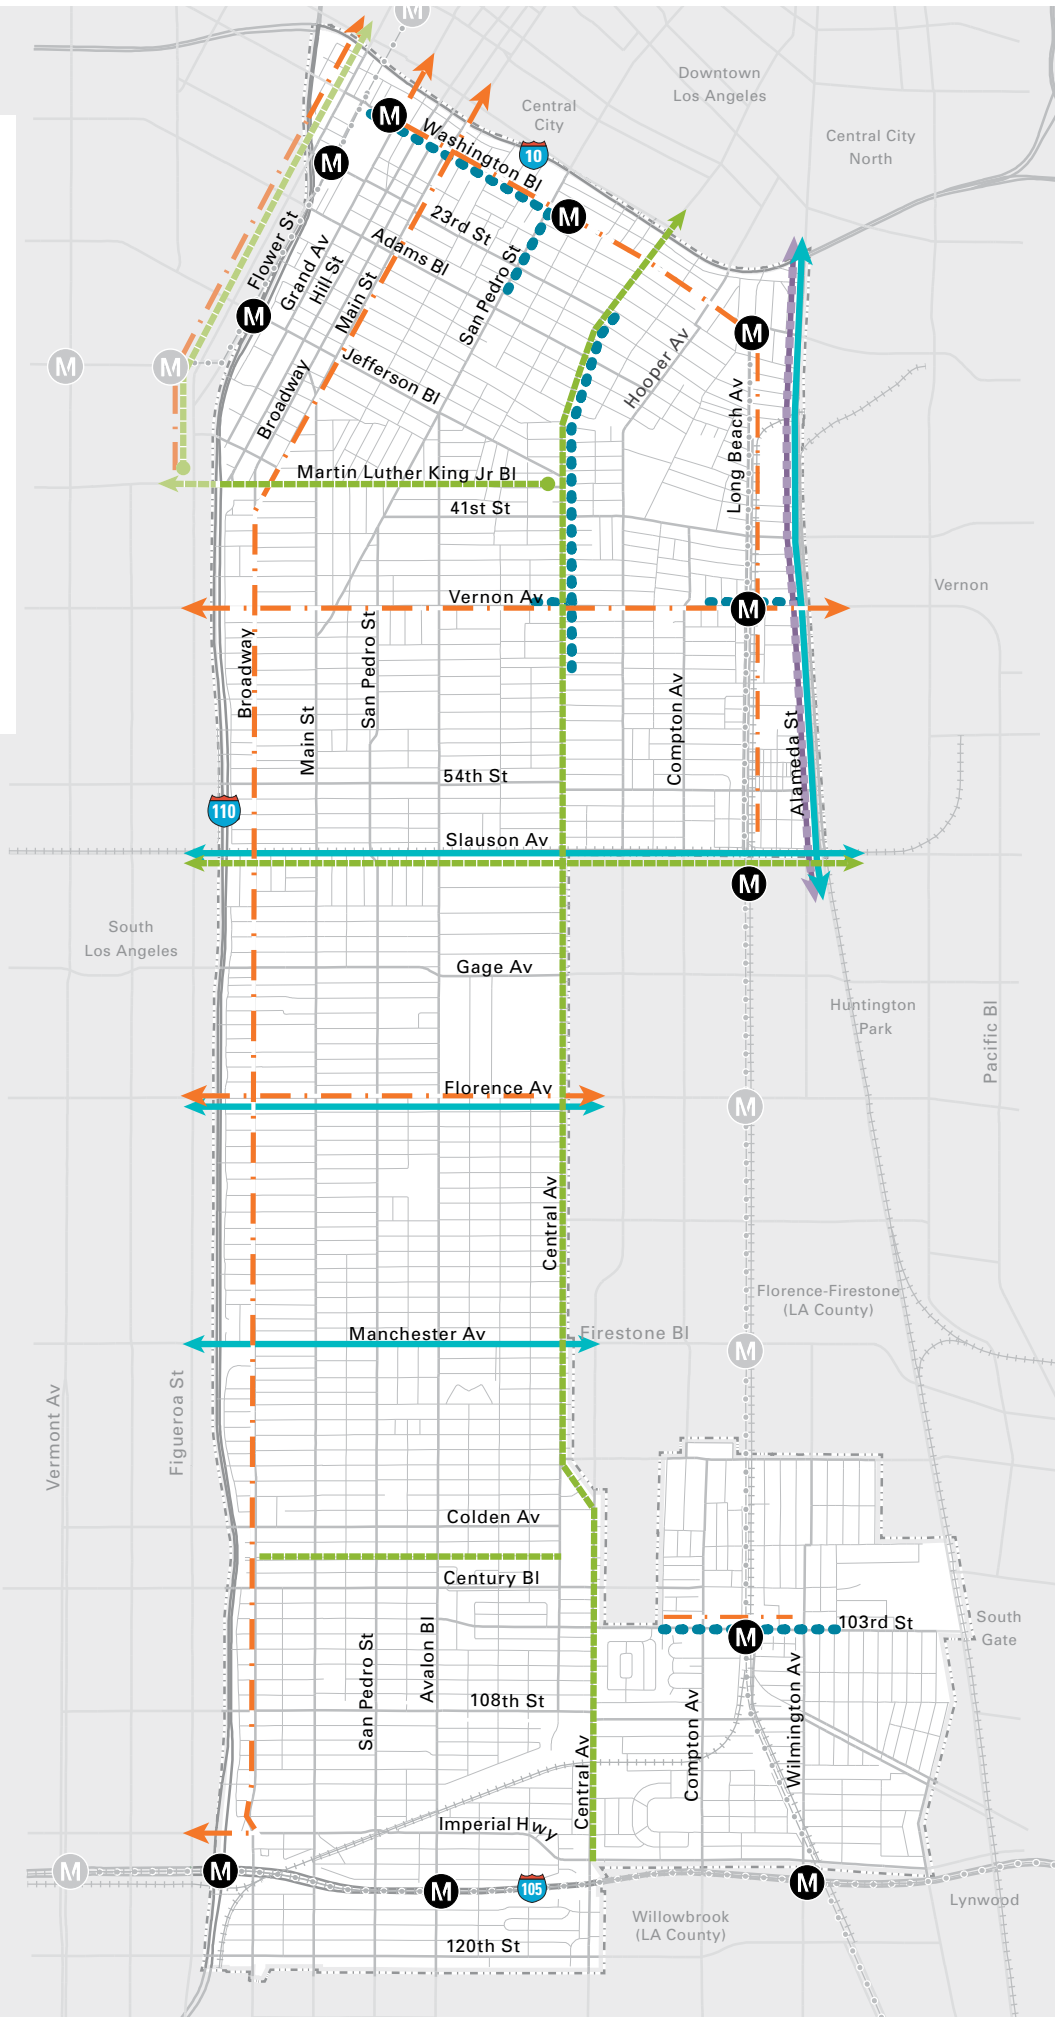 M
Downtown
Los Angeles
Central
City
Central City
North
M
Washington Bl
10
M
23rd St
M
Adams Bl
Flower St
Grand Av
Hill St
Main St
San Pedro St
M
M
Hooper Av
M
M
Jefferson Bl
Broadway
Long Beach Av
Martin Luther King Jr Bl
41st St
Vernon
Vernon Av
M
Broadway
San Pedro St
Main St
Compton Av
Alameda St
54th St
110
Slauson Av
M
South
Los Angeles
Gage Av
Huntington
Park
Pacific Bl
Florence Av
M
Central Av
Florence-Firestone
(LA County)
Manchester Av
Firestone Bl
M
Vermont Av
Figueroa St
Colden Av
Century Bl
103rd St
South
Gate
M
San Pedro St
Avalon Bl
108th St
Compton Av
Wilmington Av
Central Av
Imperial Hwy
M
M
M
105
M
Lynwood
Willowbrook
(LA County)
120th St